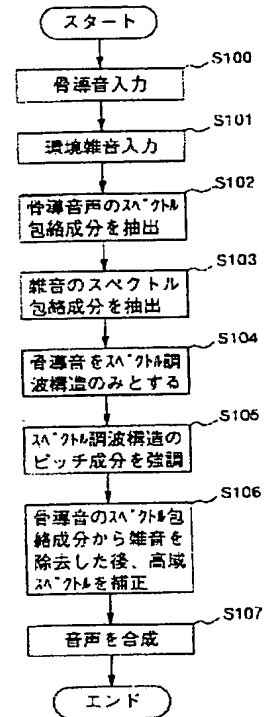 スタート
S100
骨導音入力
S101
環境雑音入力
S102
骨導音声のスペクトル
包絡成分を抽出
S103
雑音のスペクトル
包絡成分を抽出
S104
骨導音をスペクトル調
波構造のみとする
S105
スペクトル調波構造の
ピッチ成分を強調
S106
骨導音のスペクトル包
絡成分から雑音を
除去した後、高域
スペクトルを補正
S107
音声を合成
エンド